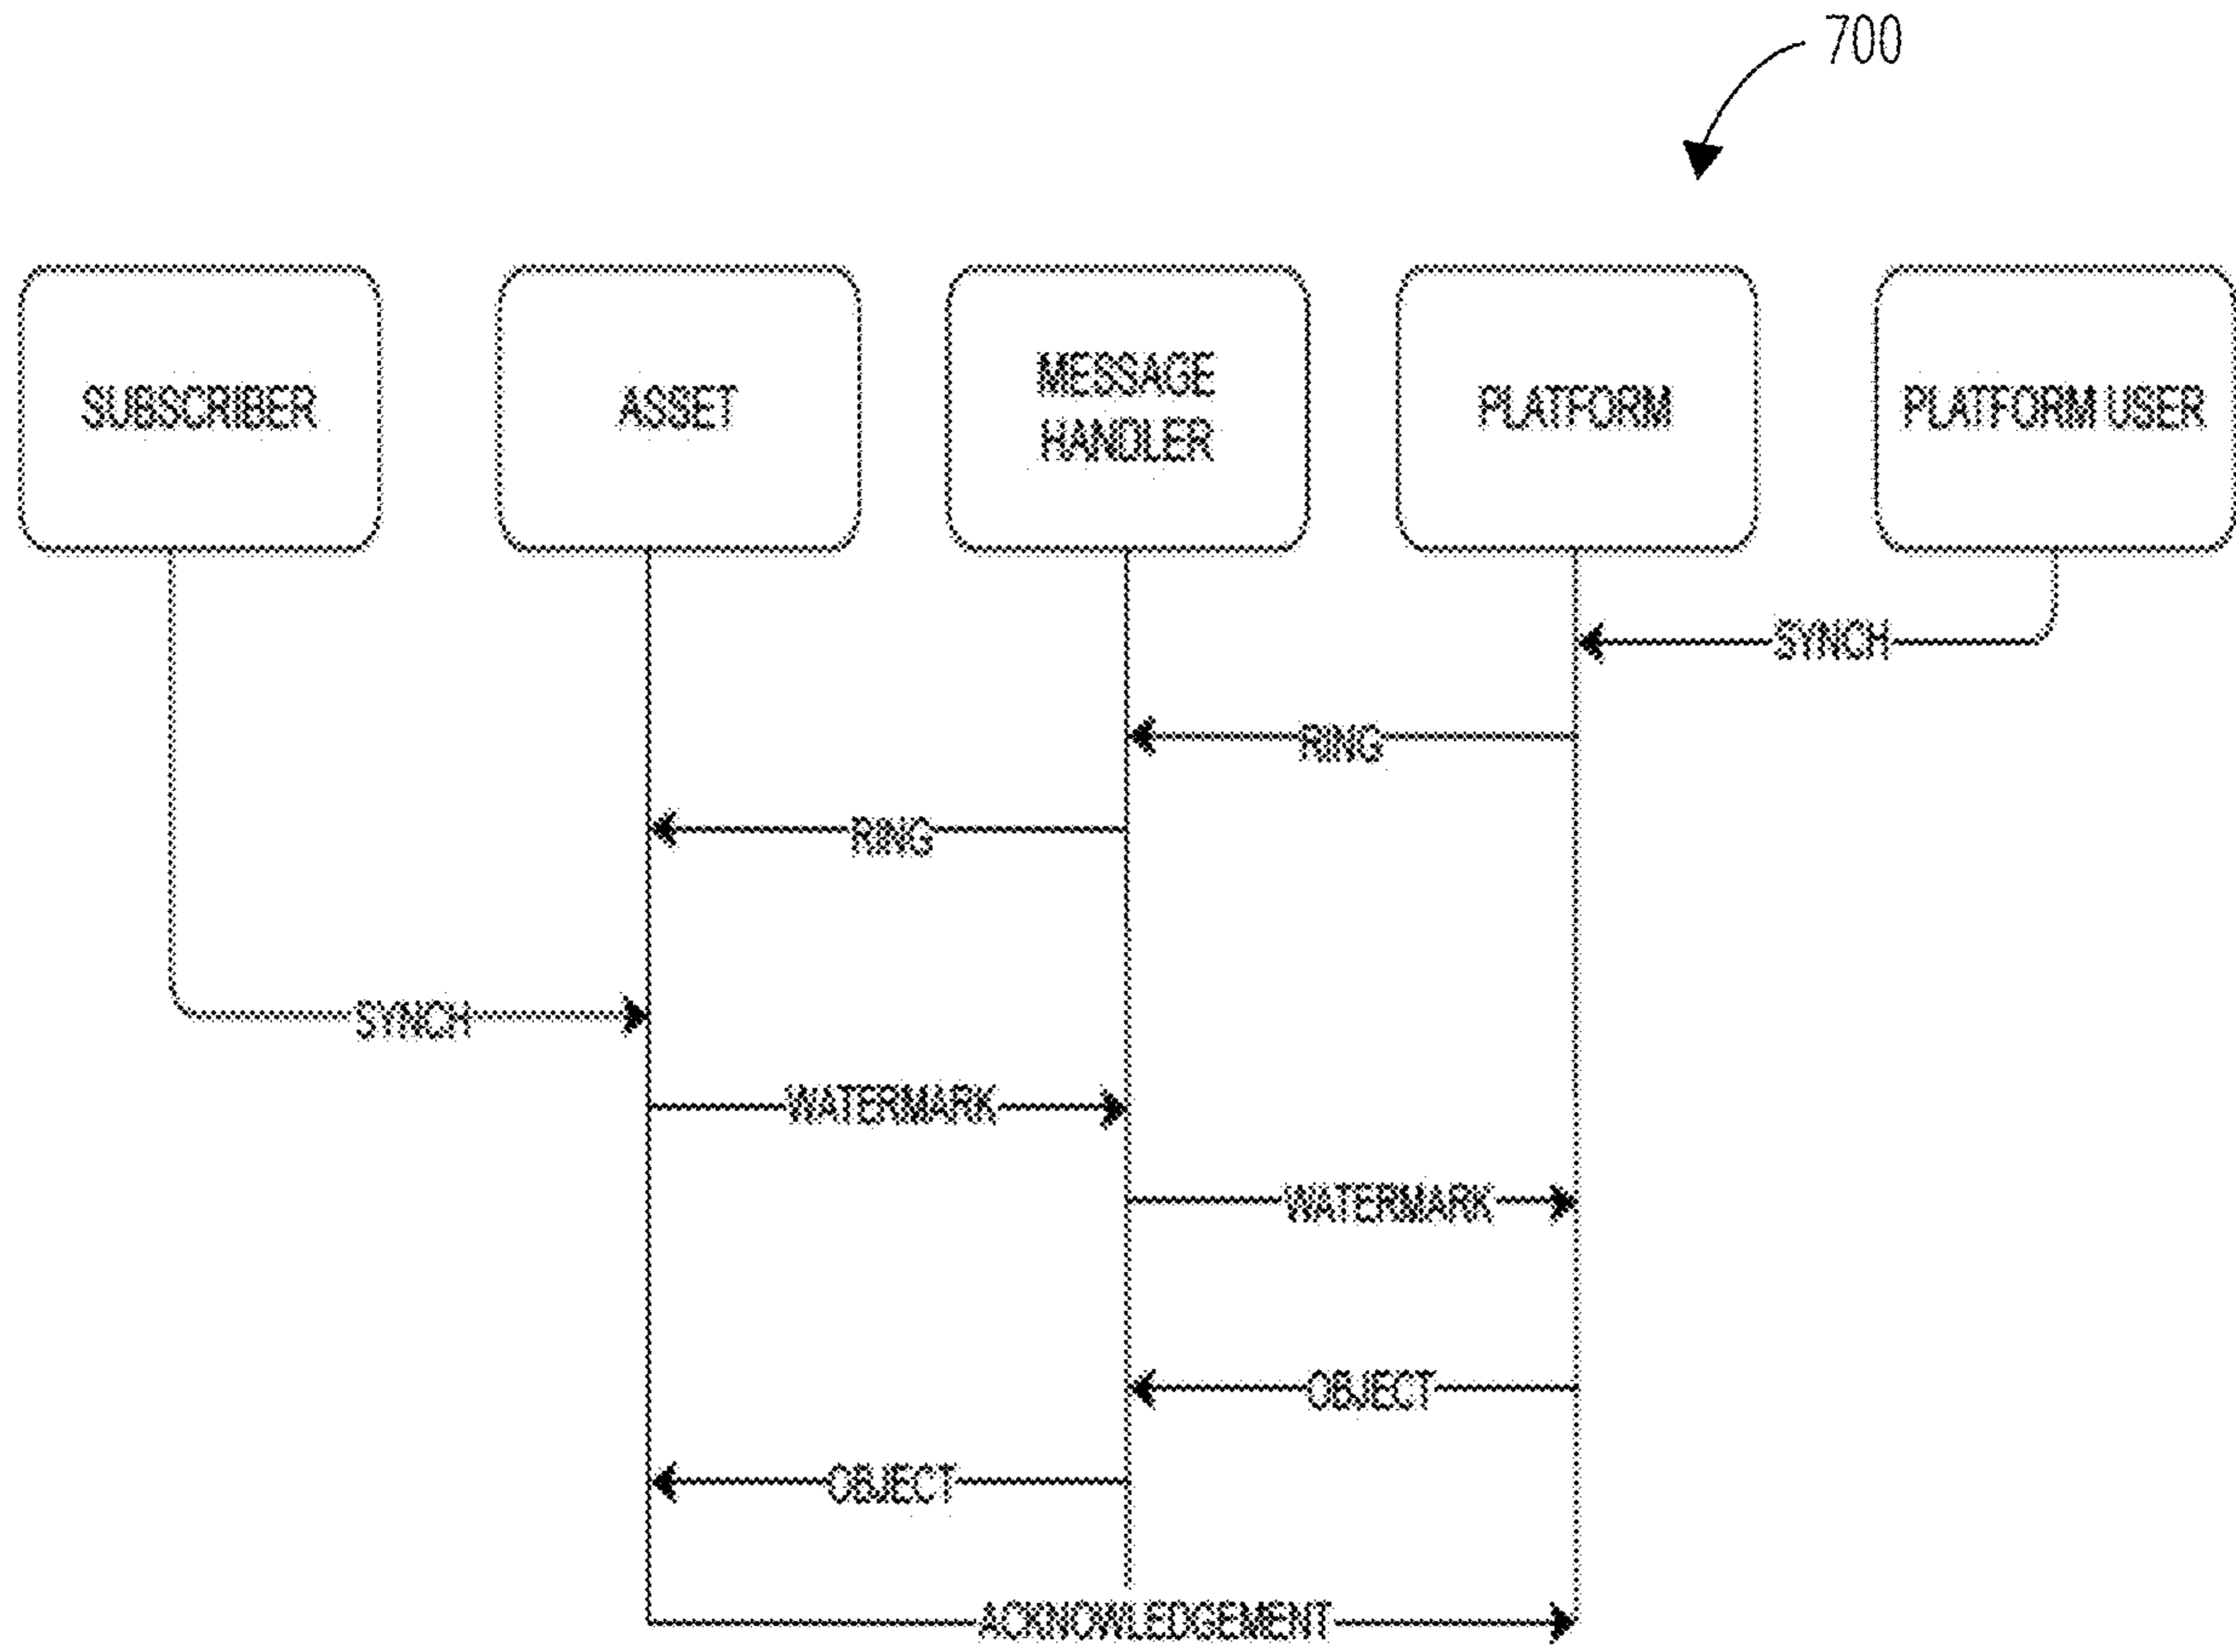 700
SUBSCRIBER
ASSET
MESSAGE
HANDLER
PLATFORM
PLATFORM USER
SYNCH
RING
RING
SYNCH
WATERMARK
WATERMARK
OBJECT
OBJECT
ACKNOWLEDGEMENT